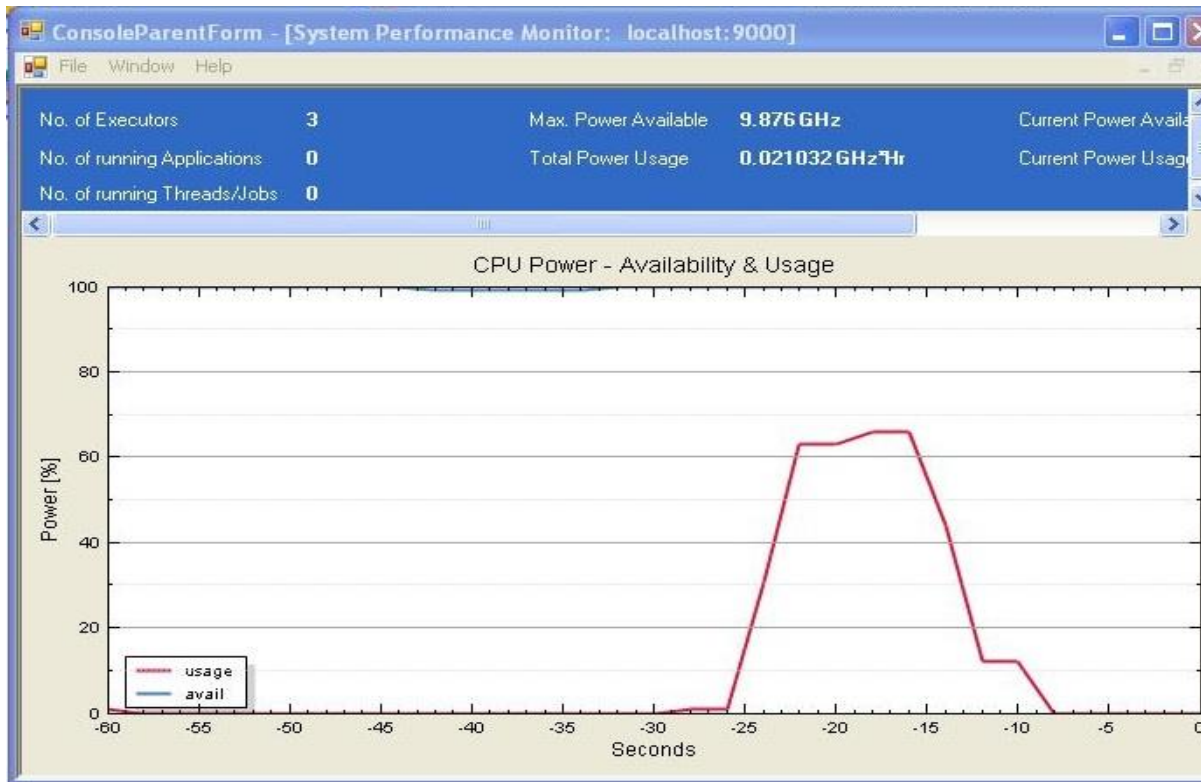 ConsoleParentForm - [System Performance Monitor: localhost:9000]
File Window Help
No. of Executors 3 Max. Power Available 9.876 GHz Current Power Availa
No. of running Applications 0 Total Power Usage 0.021032 GHz*Hr Current Power Usag
No. of running Threads/Jobs 0
CPU Power - Availability & Usage
100
80
60
40
20
0
Power [%]
usage
avail
-60 -55 -50 -45 -40 -35 -30 -25 -20 -15 -10 -5 0
Seconds